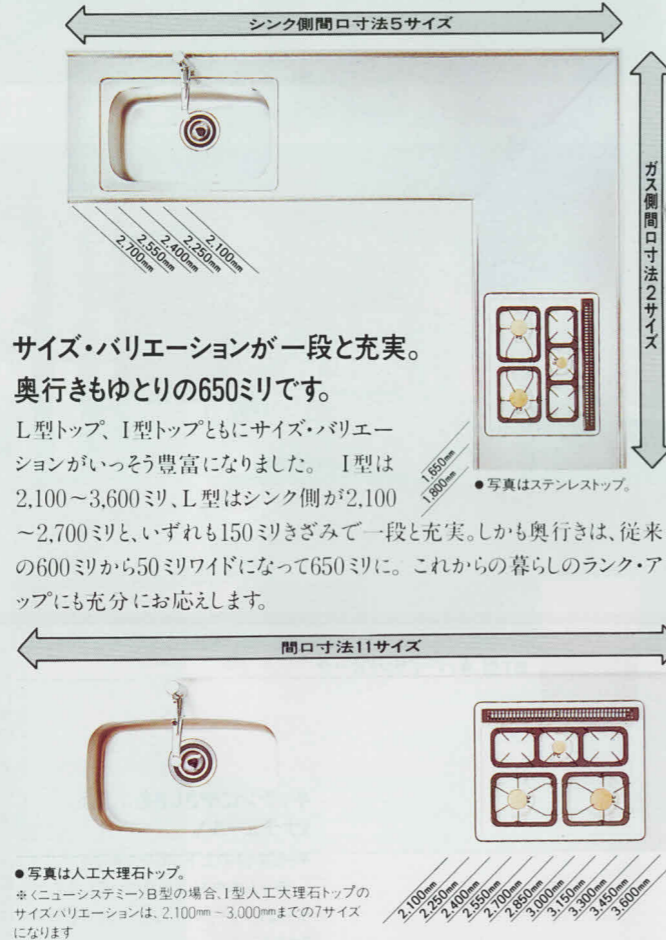 シンク側間口寸法5サイズ
ガス側間口寸法2サイズ
2,100mm
2,250mm
2,400mm
2,550mm
2,700mm
サイズ・バリエーションが一段と充実。
奥行きもゆとりの650ミリです。
L型トップ、I型トップともにサイズ・バリエー
ションがいっそう豊富になりました。 I型は
2,100〜3,600ミリ、L型はシンク側が2,100
〜2,700ミリと、いずれも150ミリきざみで一段と充実。しかも奥行きは、従来
の600ミリから50ミリワイドになって650ミリに。これからの暮らしのランク・ア
ップにも充分にお応えします。
1,650mm
1,800mm
●写真はステンレストップ。
間口寸法11サイズ
●写真は人工大理石トップ。
※〈ニューシステミー〉B型の場合、I型人工大理石トップの
サイズバリエーションは、2,100mm〜3,000mmまでの7サイズ
になります
2,100mm
2,250mm
2,400mm
2,550mm
2,700mm
2,850mm
3,000mm
3,150mm
3,300mm
3,450mm
3,600mm